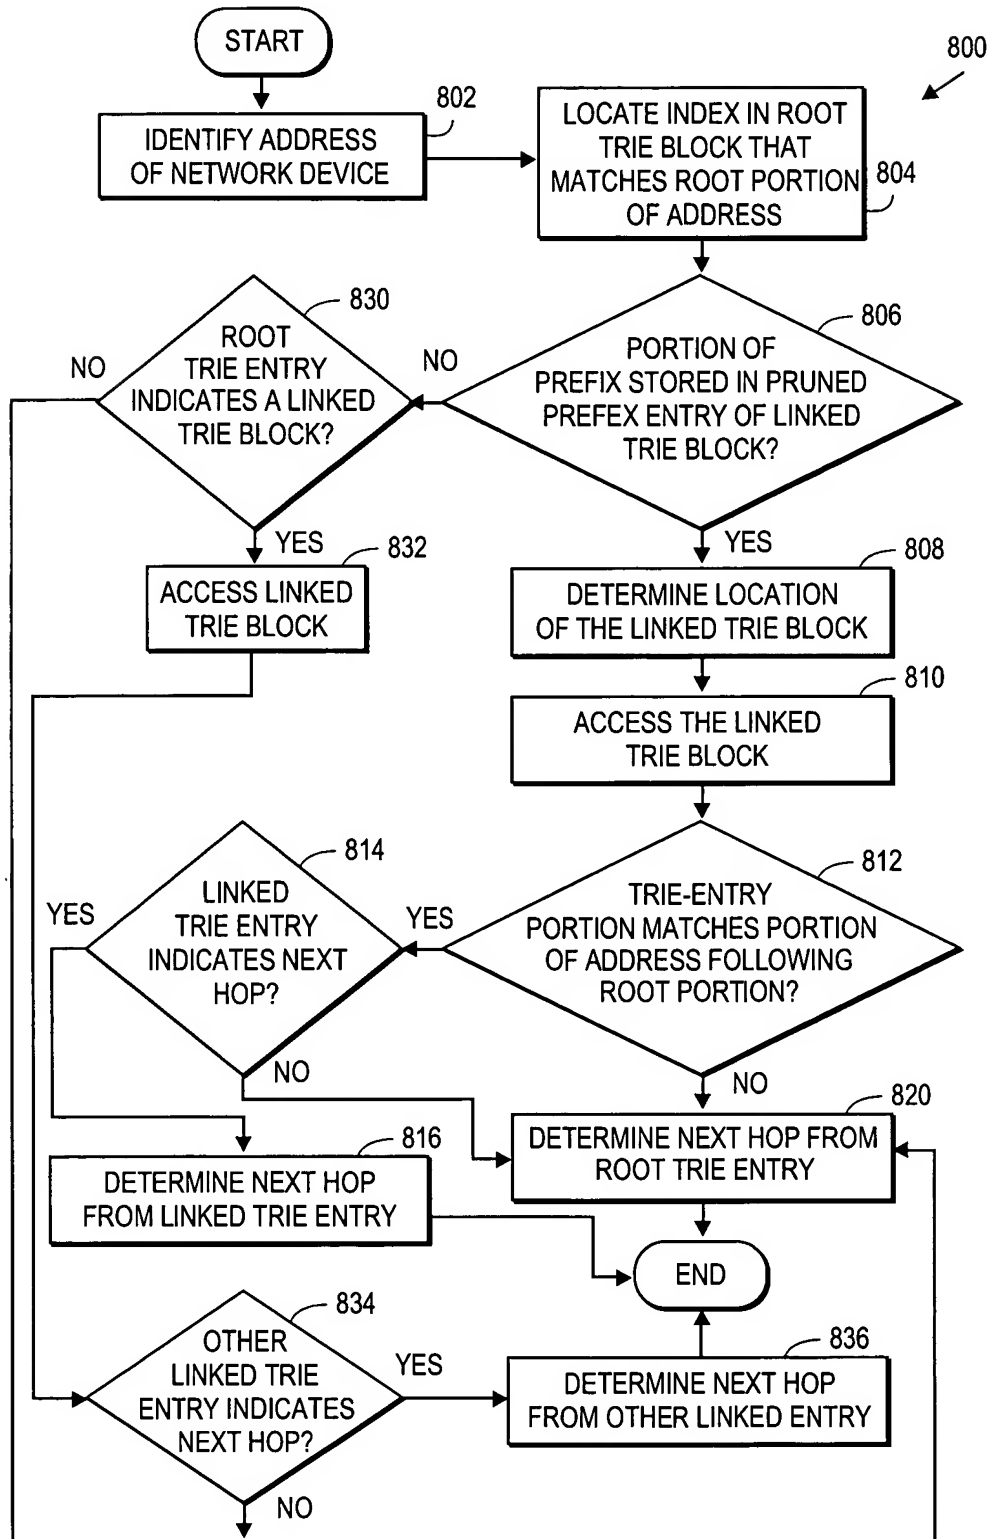 START
800
802
IDENTIFY ADDRESS
OF NETWORK DEVICE
LOCATE INDEX IN ROOT
TRIE BLOCK THAT
MATCHES ROOT PORTION
OF ADDRESS
804
830
ROOT
TRIE ENTRY
INDICATES A LINKED
TRIE BLOCK?
NO
NO
806
PORTION OF
PREFIX STORED IN PRUNED
PREFEX ENTRY OF LINKED
TRIE BLOCK?
YES
832
ACCESS LINKED
TRIE BLOCK
YES
808
DETERMINE LOCATION
OF THE LINKED TRIE BLOCK
810
ACCESS THE LINKED
TRIE BLOCK
814
LINKED
TRIE ENTRY
INDICATES NEXT
HOP?
YES
YES
812
TRIE-ENTRY
PORTION MATCHES PORTION
OF ADDRESS FOLLOWING
ROOT PORTION?
NO
NO
820
DETERMINE NEXT HOP FROM
ROOT TRIE ENTRY
816
DETERMINE NEXT HOP
FROM LINKED TRIE ENTRY
END
834
OTHER
LINKED TRIE
ENTRY INDICATES
NEXT HOP?
YES
836
DETERMINE NEXT HOP
FROM OTHER LINKED ENTRY
NO